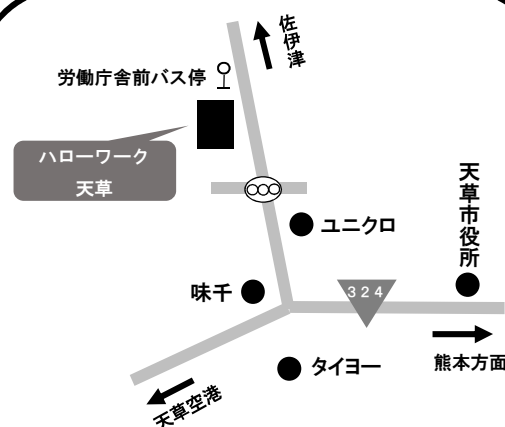 佐伊津
労働庁舎前バス停
ハローワーク
天草
天草市役所
ユニクロ
味千
324
熊本方面
タイヨー
天草空港